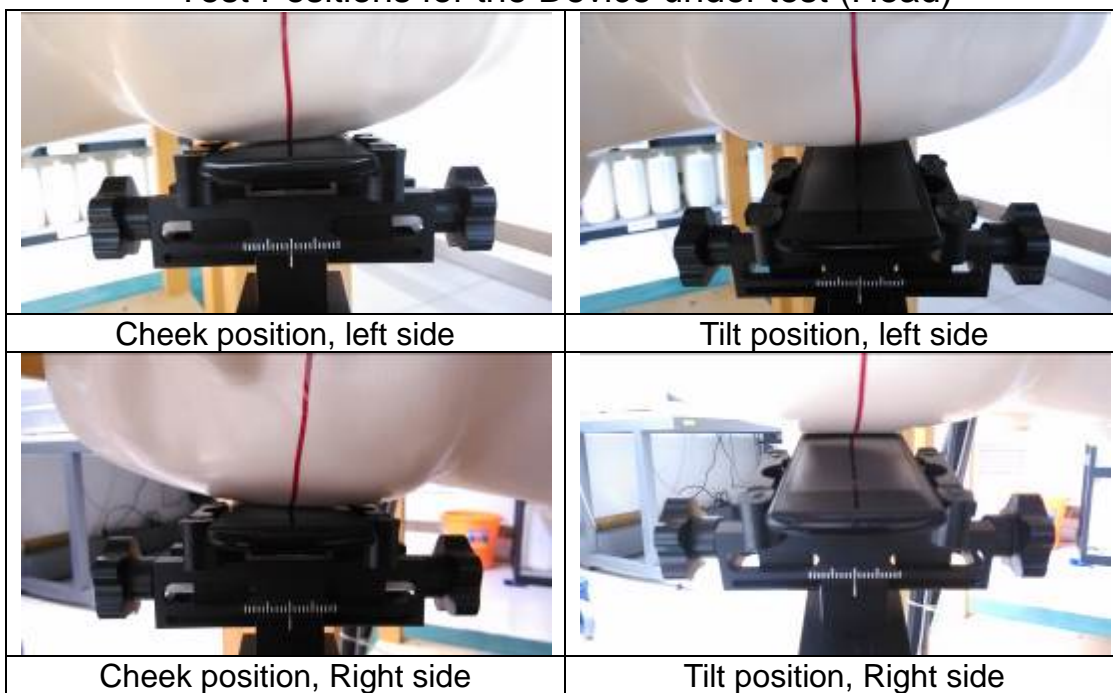 Test Positions for the Device under test (Head)
Cheek position, left side
Tilt position, left side
Cheek position, Right side
Tilt position, Right side